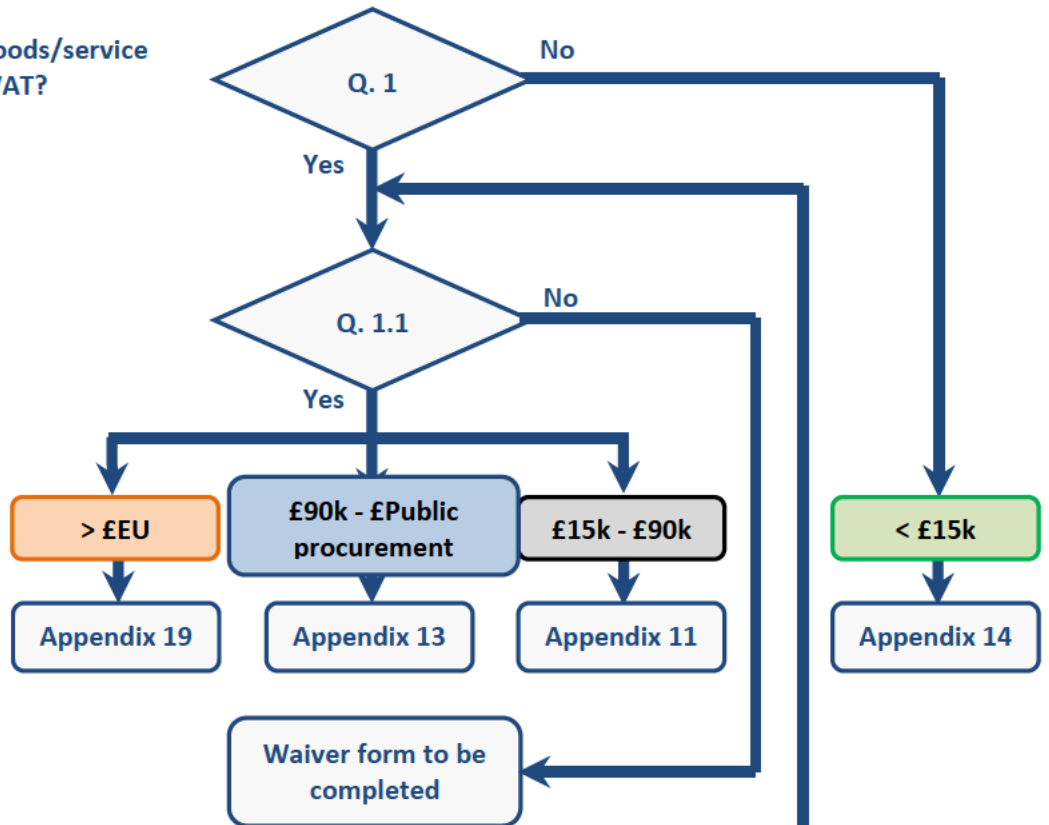 oods/service
VAT?
Q. 1
No
Yes
Q. 1.1
No
Yes
> £EU
£90k - £Public
procurement
£15k - £90k
< £15k
Appendix 19
Appendix 13
Appendix 11
Appendix 14
Waiver form to be
completed